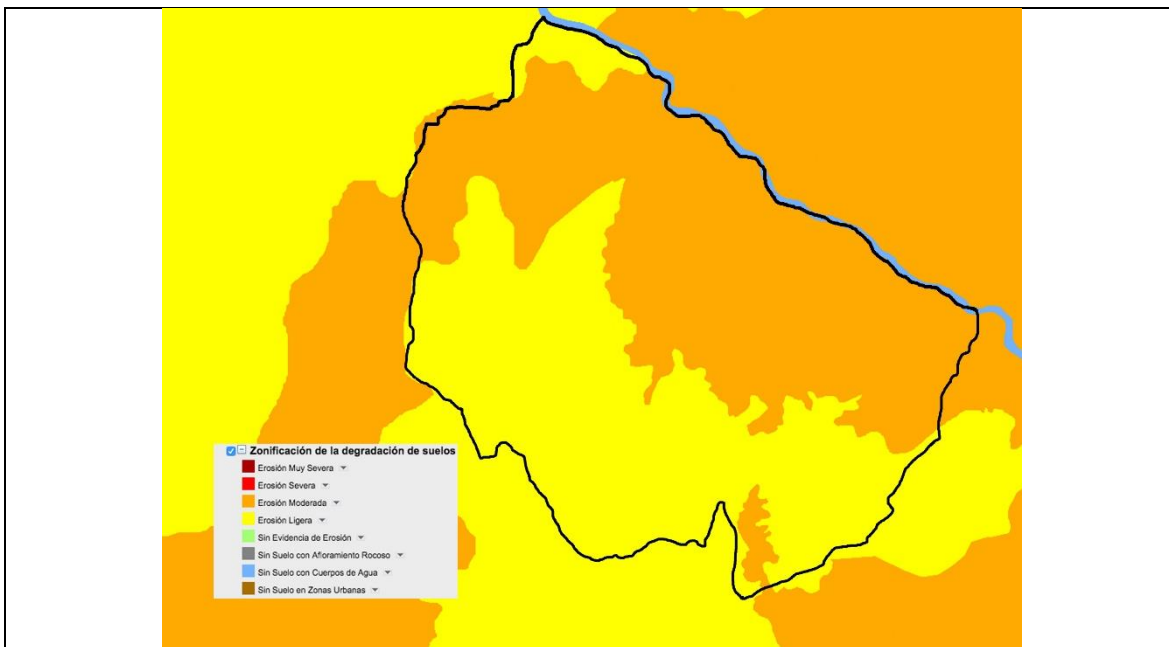 Zonificación de la degradación de suelos
Erosión Muy Severa
Erosión Severa
Erosión Moderada
Erosión Ligera
Sin Evidencia de Erosión
Sin Suelo con Afloramiento Rocoso
Sin Suelo con Cuerpos de Agua
Sin Suelo en Zonas Urbanas